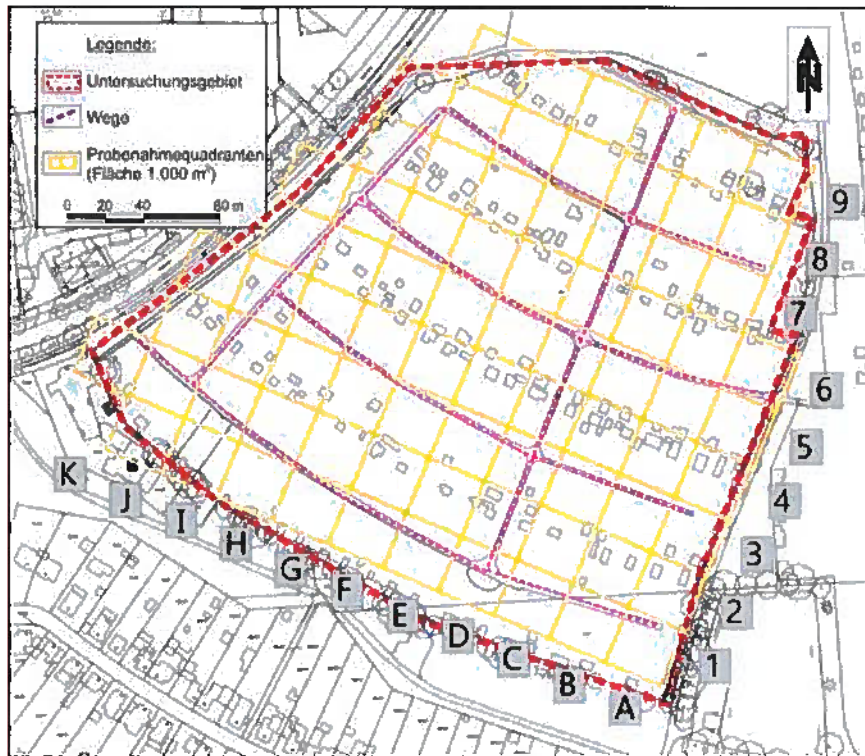 Legende:
Untersuchungsgebiet
Wege
Probenahmequadranten
(Fläche 1.000 m²)
0 20 40 80 m
N
9
8
7
6
5
4
3
2
1
K
J
I
H
G
F
E
D
C
B
A